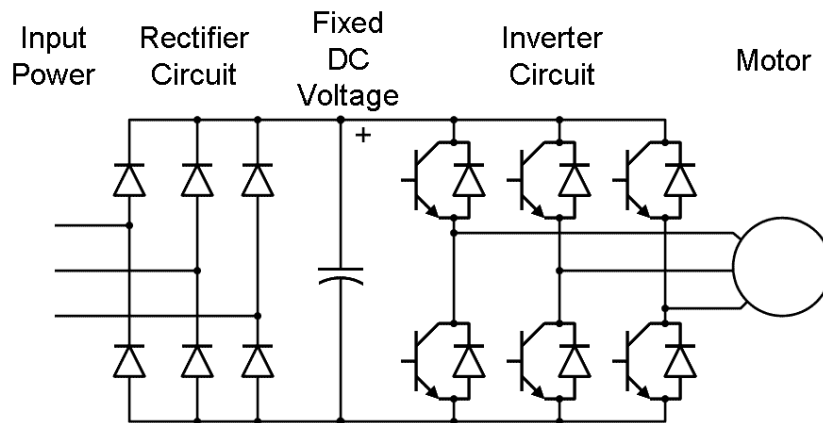 Input
Power
Rectifier
Circuit
Fixed
DC
Voltage
+
Inverter
Circuit
Motor